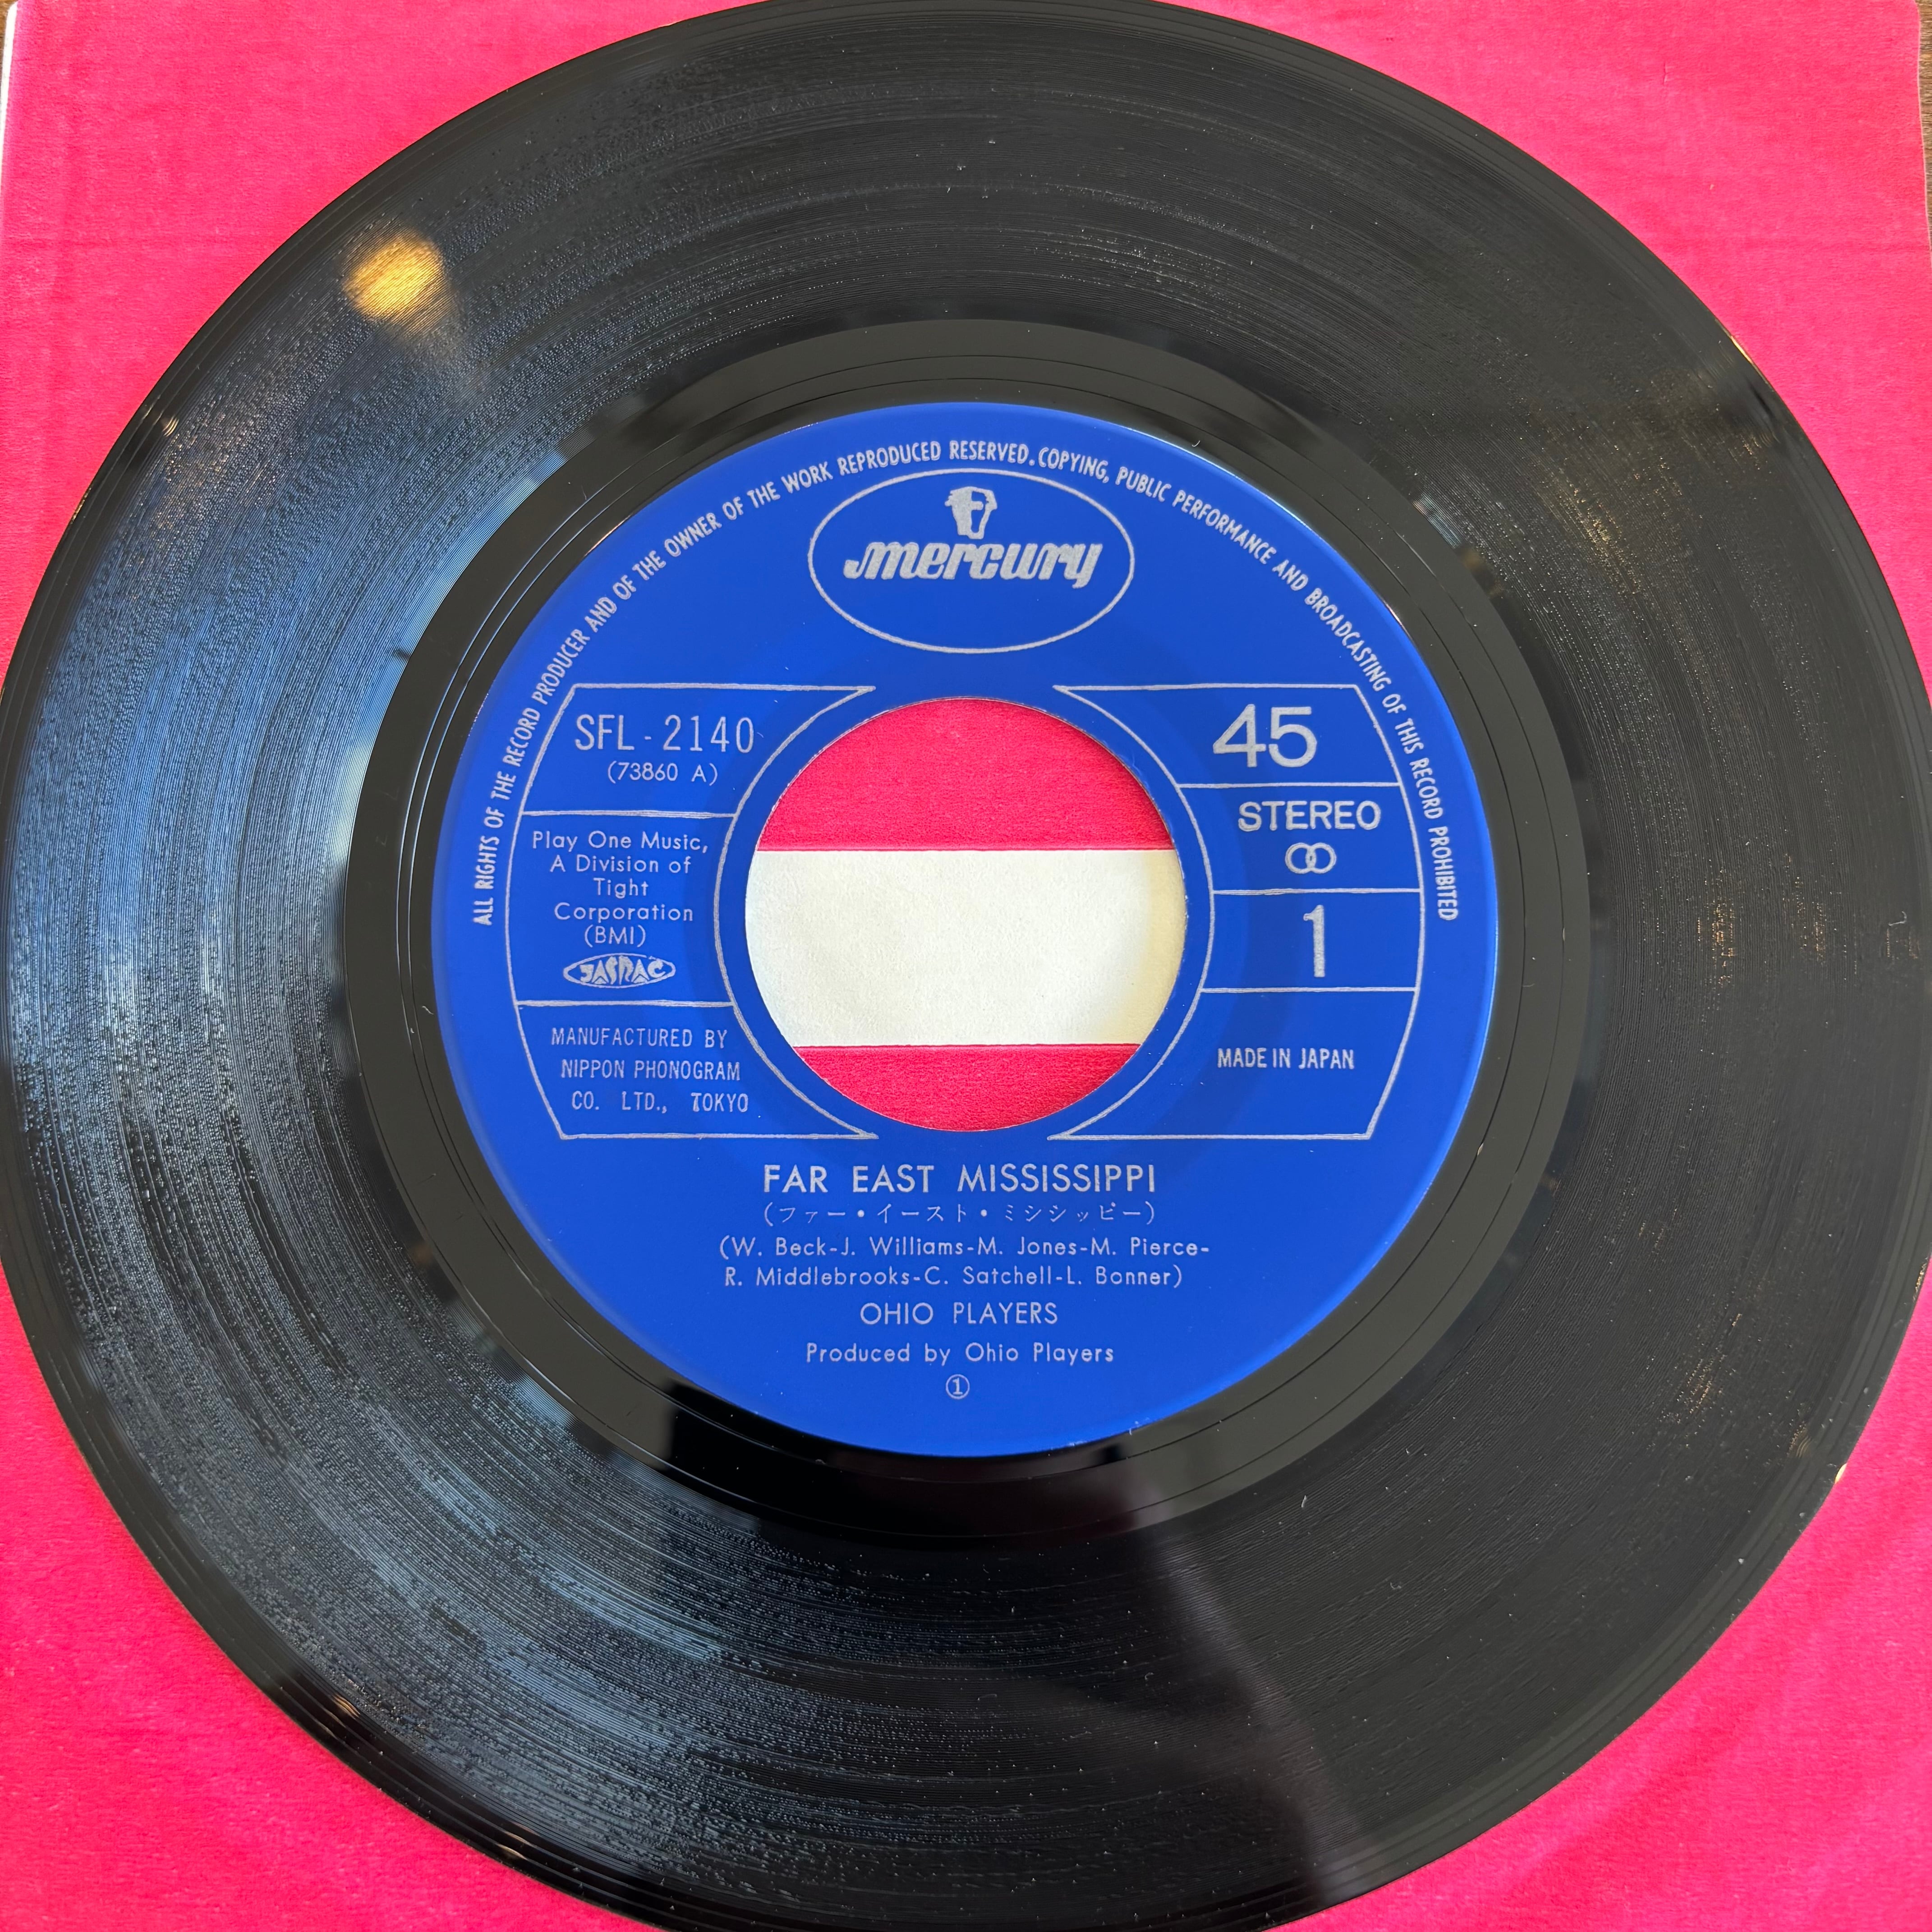 ALL RIGHTS OF THE RECORD PRODUCER AND OF THE OWNER OF THE WORK REPRODUCED RESERVED. COPYING, PUBLIC PERFORMANCE AND BROADCASTING OF THIS RECORD PROHIBITED
mercury
SFL-2140
(73860 A)
Play One Music,
A Division of
Tight
Corporation
(BMI)
JASRAC
MANUFACTURED BY
NIPPON PHONOGRAM
CO. LTD., TOKYO
45
STEREO
1
MADE IN JAPAN
FAR EAST MISSISSIPPI
(ファー・イースト・ミシシッピー)
(W. Beck-J. Williams-M. Jones-M. Pierce-
R. Middlebrooks-C. Satchell-L. Bonner)
OHIO PLAYERS
Produced by Ohio Players
①